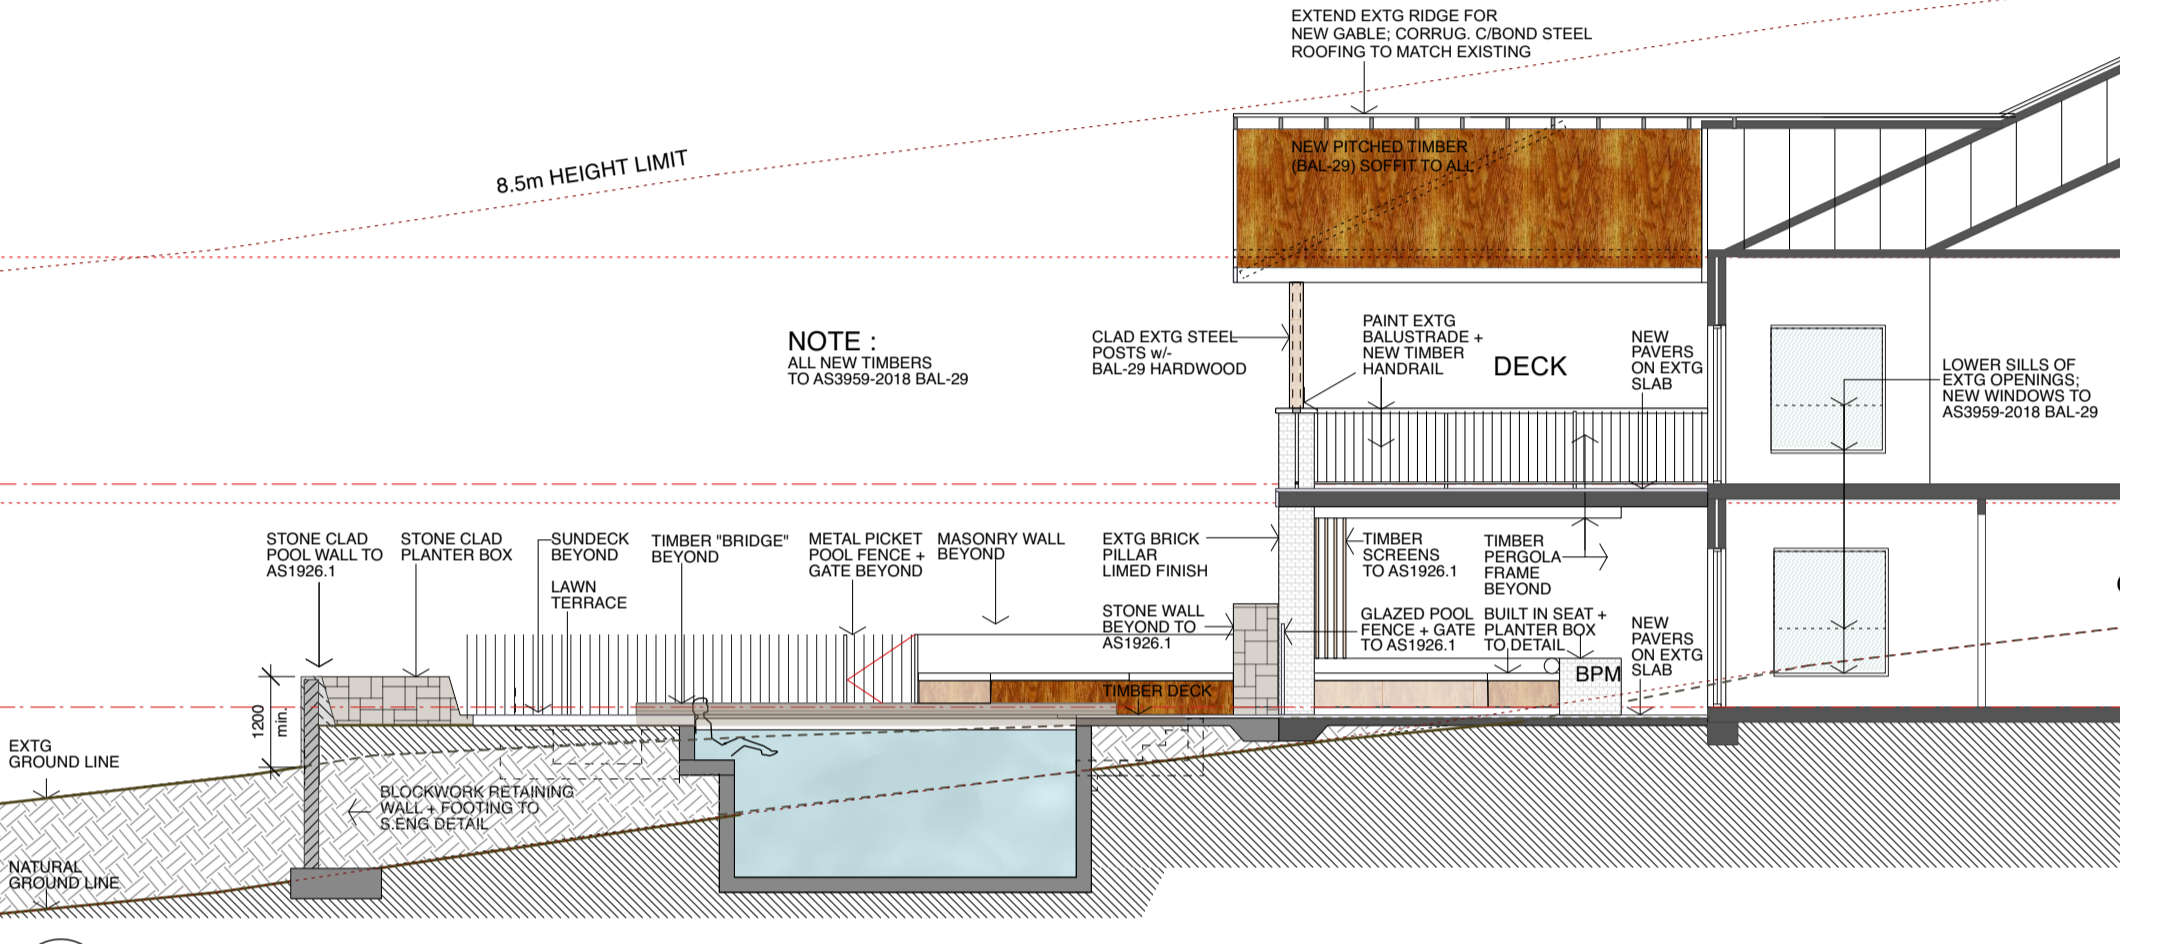 EXTEND EXTG RIDGE FOR
NEW GABLE; CORRUG. C/BOND STEEL
ROOFING TO MATCH EXISTING
8.5m HEIGHT LIMIT
NEW PITCHED TIMBER
(BAL-29) SOFFIT TO ALL
NOTE :
ALL NEW TIMBERS
TO AS3959-2018 BAL-29
CLAD EXTG STEEL
POSTS w/-
BAL-29 HARDWOOD
PAINT EXTG
BALUSTRADE +
NEW TIMBER
HANDRAIL
DECK
NEW
PAVERS
ON EXTG
SLAB
LOWER SILLS OF
EXTG OPENINGS;
NEW WINDOWS TO
AS3959-2018 BAL-29
STONE CLAD
POOL WALL TO
AS1926.1
STONE CLAD
PLANTER BOX
SUNDECK
BEYOND
LAWN
TERRACE
TIMBER "BRIDGE"
BEYOND
METAL PICKET
POOL FENCE +
GATE BEYOND
MASONRY WALL
BEYOND
EXTG BRICK
PILLAR
LIMED FINISH
STONE WALL
BEYOND TO
AS1926.1
TIMBER
SCREENS
TO AS1926.1
TIMBER
PERGOLA
FRAME
BEYOND
GLAZED POOL
FENCE + GATE
TO AS1926.1
BUILT IN SEAT +
PLANTER BOX
TO DETAIL
NEW
PAVERS
ON EXTG
SLAB
BPM
TIMBER DECK
1200
min.
EXTG
GROUND LINE
BLOCKWORK RETAINING
WALL + FOOTING TO
S.ENG DETAIL
NATURAL
GROUND LINE